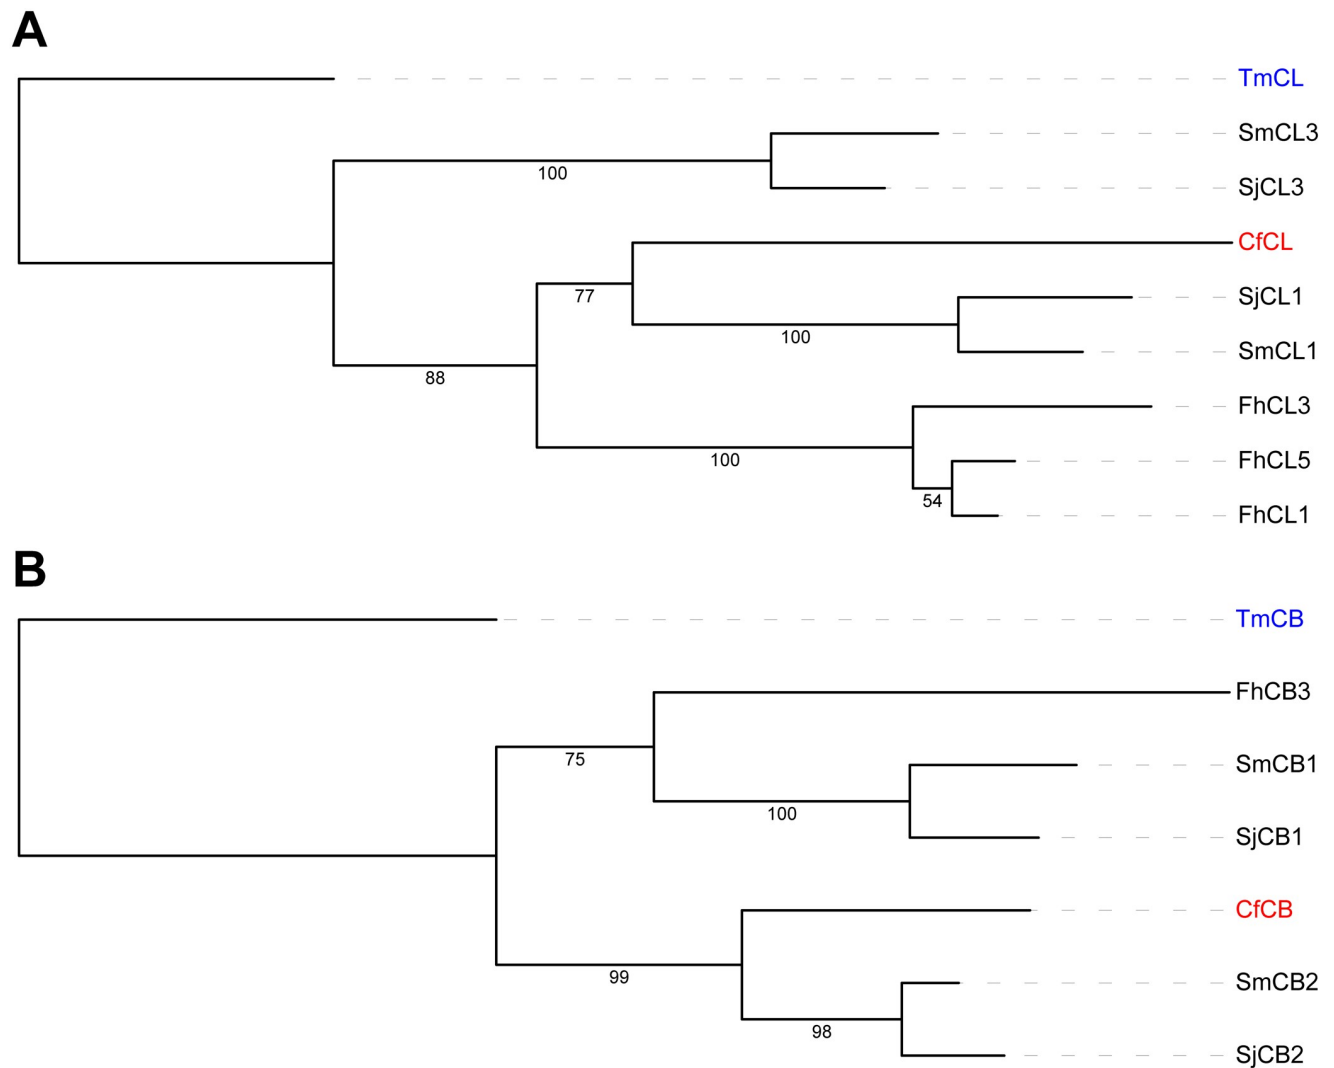 A
TmCL
SmCL3
100
SjCL3
CfCL
77
SjCL1
100
SmCL1
88
FhCL3
100
FhCL5
54
FhCL1
B
TmCB
FhCB3
75
SmCB1
100
SjCB1
CfCB
99
SmCB2
98
SjCB2